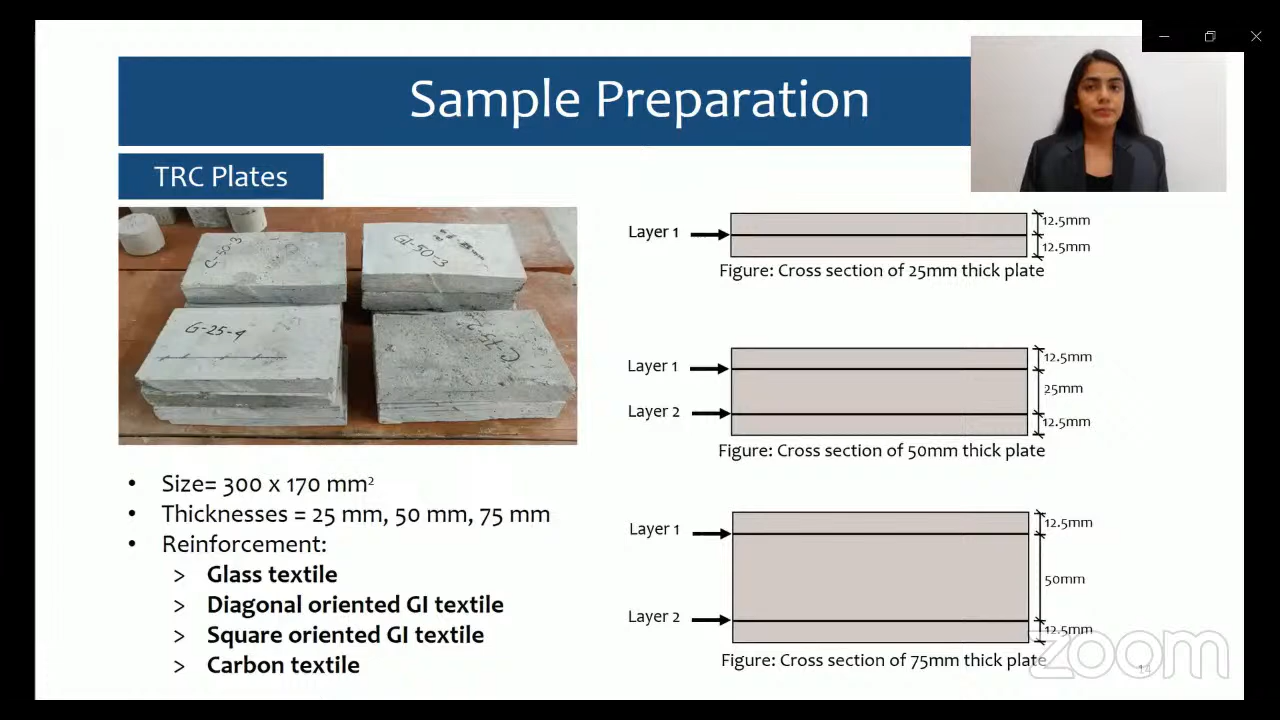 Sample Preparation
TRC Plates
C-50-3
GI-50-3
G-25-4
Size= 300 x 170 mm²
Thicknesses = 25 mm, 50 mm, 75 mm
Reinforcement:
> Glass textile
> Diagonal oriented GI textile
> Square oriented GI textile
> Carbon textile
Layer 1
12.5mm
12.5mm
Figure: Cross section of 25mm thick plate
Layer 1
Layer 2
12.5mm
25mm
12.5mm
Figure: Cross section of 50mm thick plate
Layer 1
Layer 2
12.5mm
50mm
12.5mm
Figure: Cross section of 75mm thick plate
zoom
14